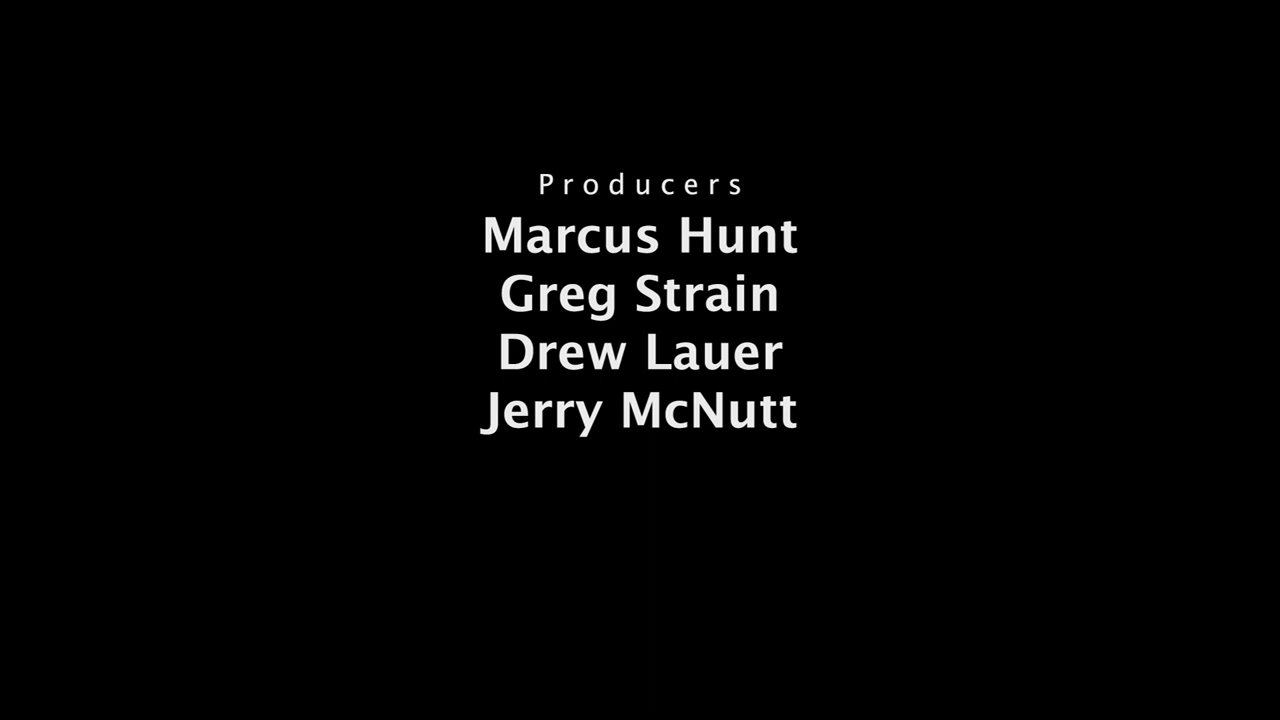 Producers
Marcus Hunt
Greg Strain
Drew Lauer
Jerry McNutt